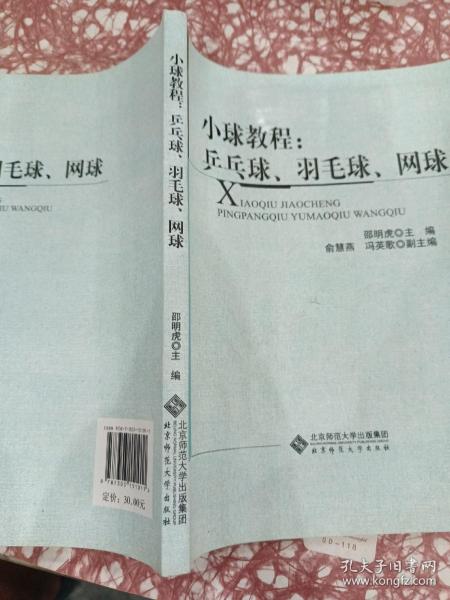 小球教程：
乒乓球、羽毛球、网球
XIAOQIU JIAOCHENG
PINGPANGQIU YUMAOQIU WANGQIU
邵明虎◎主 编
俞慧燕 冯英歌◎副主编
北京师范大学出版集团
北京师范大学出版社
小球教程：乒乓球、羽毛球、网球
邵明虎◎主 编
北京师范大学出版集团
北京师范大学出版社
毛球、网球
IU WANGQIU
定价：30.00元
00-118
孔夫子旧书网
www.kongfz.com